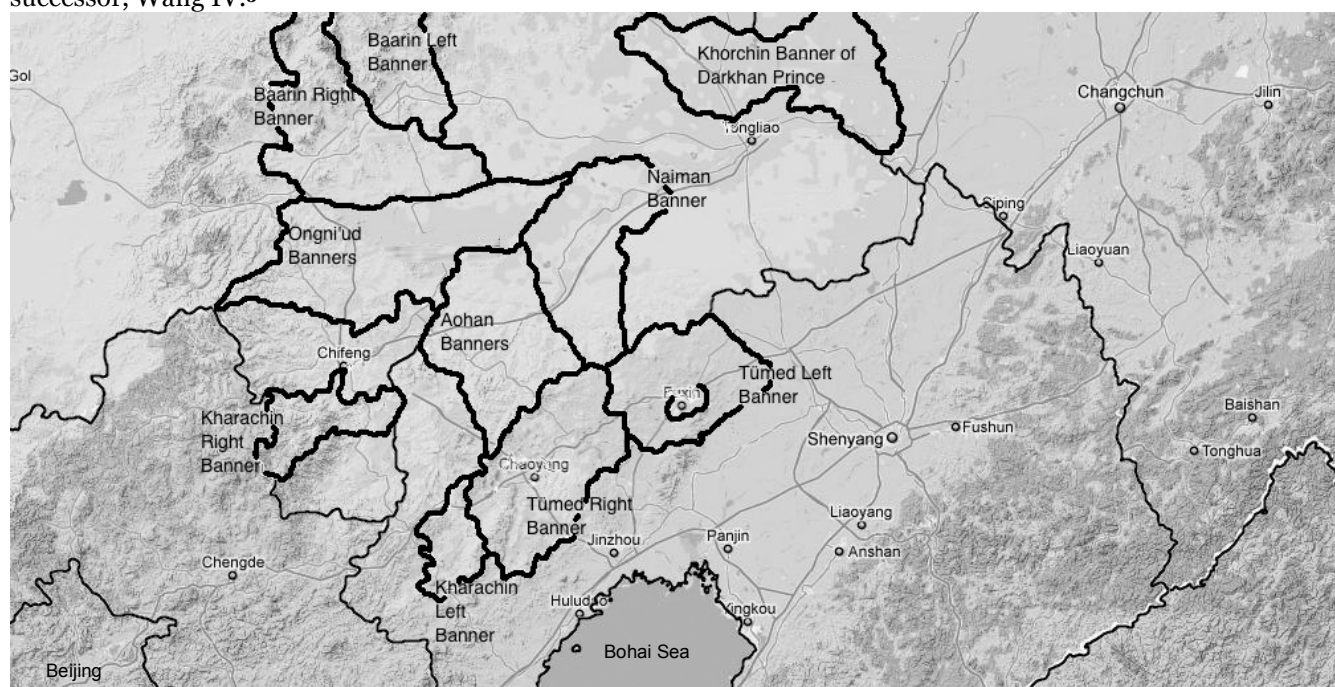 successor, Wang IV.
Baarin Left
Banner
Khorchin Banner of
Darkhan Prince
Gol
Changchun
Jilin
Baarin Right
Banner
Tongliao
Naiman
Banner
Siping
Ongni'ud
Banners
Liaoyuan
Aohan
Banners
Chifeng
Tümed Left
Banner
Fuxin
Baishan
Kharachin
Right
Banner
Shenyang
Fushun
Tonghua
Chaoyang
Tümed Right
Banner
Liaoyang
Jinzhou
Panjin
Anshan
Chengde
Kharachin
Left
Banner
Huludao
Yingkou
Bohai Sea
Beijing